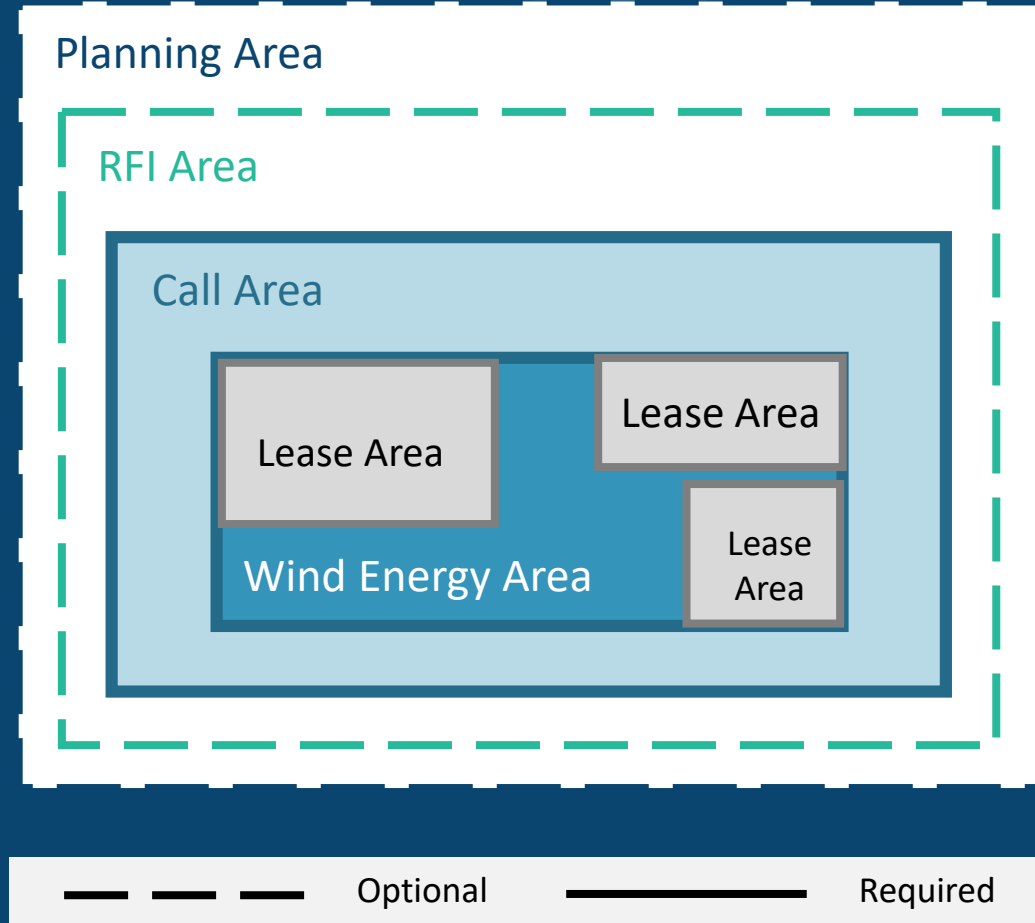 Planning Area
RFI Area
Call Area
Lease Area
Lease Area
Lease
Area
Wind Energy Area
Optional
Required